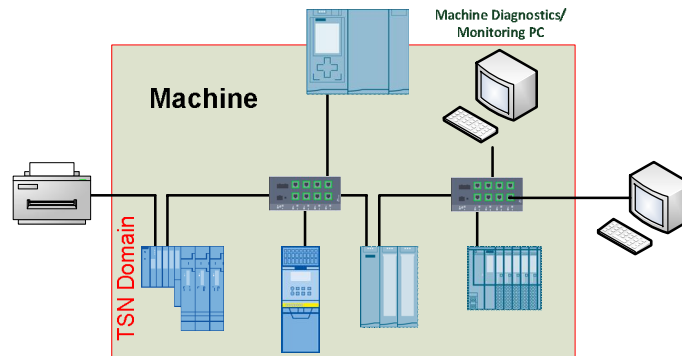 Machine Diagnostics/
Monitoring PC
Machine
TSN Domain